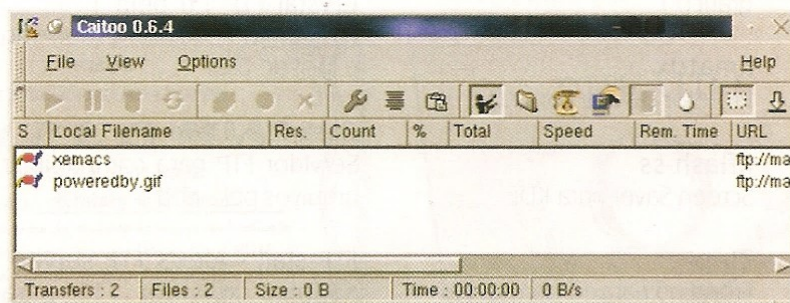 Caitoo 0.6.4
File View Options Help
S Local Filename Res. Count % Total Speed Rem. Time URL
xemacs ftp://ma
poweredby.gif ftp://ma
Transfers : 2 Files : 2 Size : 0 B Time : 00:00:00 0 B/s